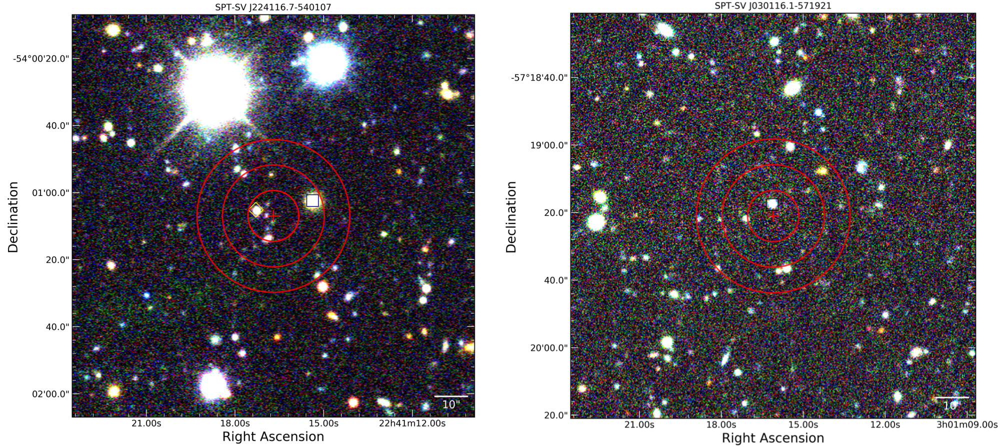 SPT-SV J224116.7-540107
Declination
-54°00'20.0"
40.0"
01'00.0"
20.0"
40.0"
02'00.0"
10"
21.00s
18.00s
15.00s
22h41m12.00s
Right Ascension
SPT-SV J030116.1-571921
Declination
-57°18'40.0"
19'00.0"
20.0"
40.0"
20'00.0"
20.0"
10"
21.00s
18.00s
15.00s
12.00s
3h01m09.00s
Right Ascension